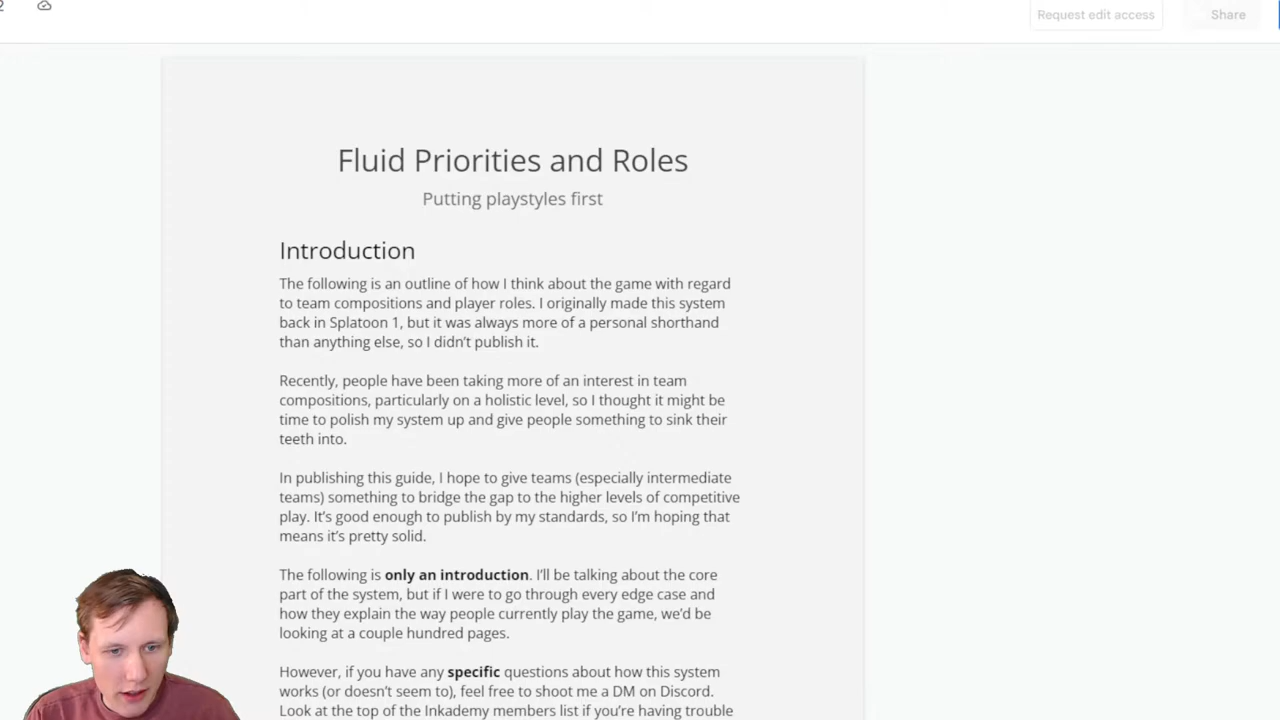 2
Request edit access
Share
Fluid Priorities and Roles
Putting playstyles first
Introduction
The following is an outline of how I think about the game with regard
to team compositions and player roles. I originally made this system
back in Splatoon 1, but it was always more of a personal shorthand
than anything else, so I didn't publish it.
Recently, people have been taking more of an interest in team
compositions, particularly on a holistic level, so I thought it might be
time to polish my system up and give people something to sink their
teeth into.
In publishing this guide, I hope to give teams (especially intermediate
teams) something to bridge the gap to the higher levels of competitive
play. It's good enough to publish by my standards, so I'm hoping that
means it's pretty solid.
The following is only an introduction. I'll be talking about the core
part of the system, but if I were to go through every edge case and
how they explain the way people currently play the game, we'd be
looking at a couple hundred pages.
However, if you have any specific questions about how this system
works (or doesn't seem to), feel free to shoot me a DM on Discord.
Look at the top of the Inkademy members list if you're having trouble